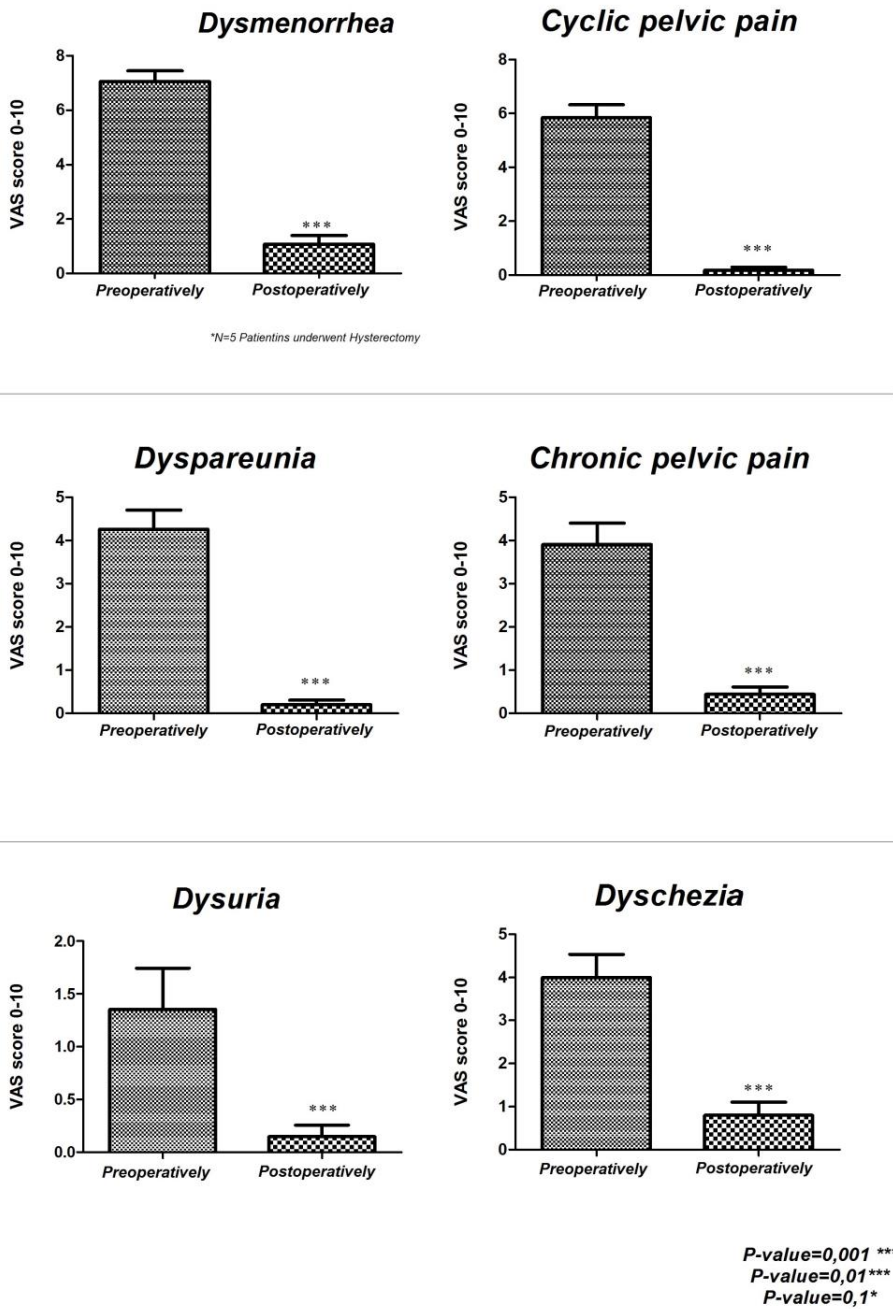 Dysmenorrhea
VAS score 0-10
8
6
4
2
0
***
Preoperatively Postoperatively
*N=5 Patientins underwent Hysterectomy
Cyclic pelvic pain
VAS score 0-10
8
6
4
2
0
***
Preoperatively Postoperatively
Dyspareunia
VAS score 0-10
5
4
3
2
1
0
***
Preoperatively Postoperatively
Chronic pelvic pain
VAS score 0-10
5
4
3
2
1
0
***
Preoperatively Postoperatively
Dysuria
VAS score 0-10
2.0
1.5
1.0
0.5
0.0
***
Preoperatively Postoperatively
Dyschezia
VAS score 0-10
5
4
3
2
1
0
***
Preoperatively Postoperatively
P-value=0,001 **
P-value=0,01***
P-value=0,1*